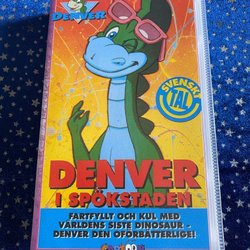 DENVER
SVENSKT
TAL
DENVER
I SPÖKSTADEN
FARTFYLLT OCH KUL MED
VÄRLDENS SISTE DINOSAUR –
DENVER DEN OFÖRBÄTTERLIGE!